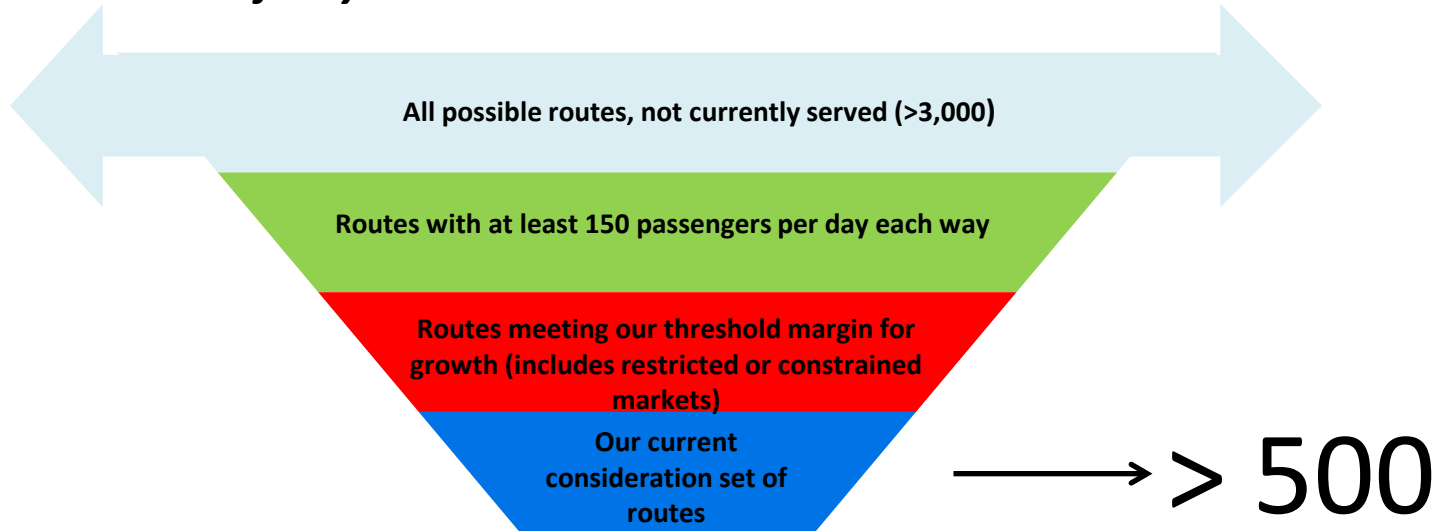 All possible routes, not currently served (>3,000)
Routes with at least 150 passengers per day each way
Routes meeting our threshold margin for
growth (includes restricted or constrained
markets)
Our current
consideration set of
routes
> 500